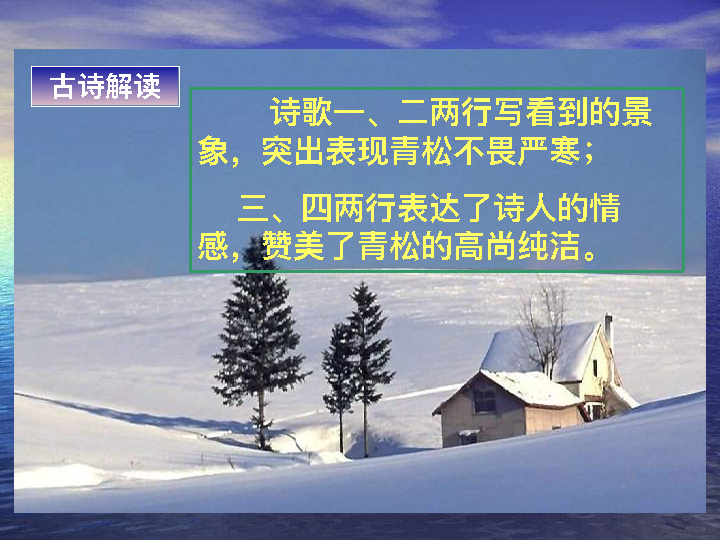 古诗解读
诗歌一、二两行写看到的景
象，突出表现青松不畏严寒；
三、四两行表达了诗人的情
感，赞美了青松的高尚纯洁。